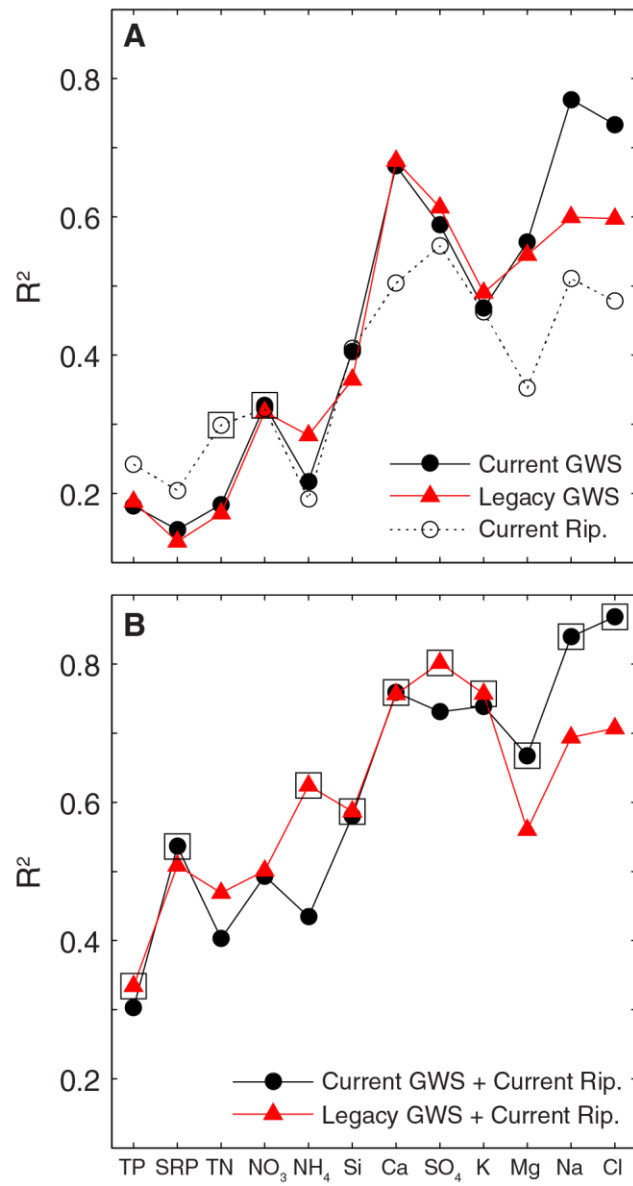 A
0.8
0.6
R²
0.4
0.2
Current GWS
Legacy GWS
Current Rip.
B
0.8
0.6
R²
0.4
0.2
Current GWS + Current Rip.
Legacy GWS + Current Rip.
TP SRP TN NO₃ NH₄ Si Ca SO₄ K Mg Na Cl